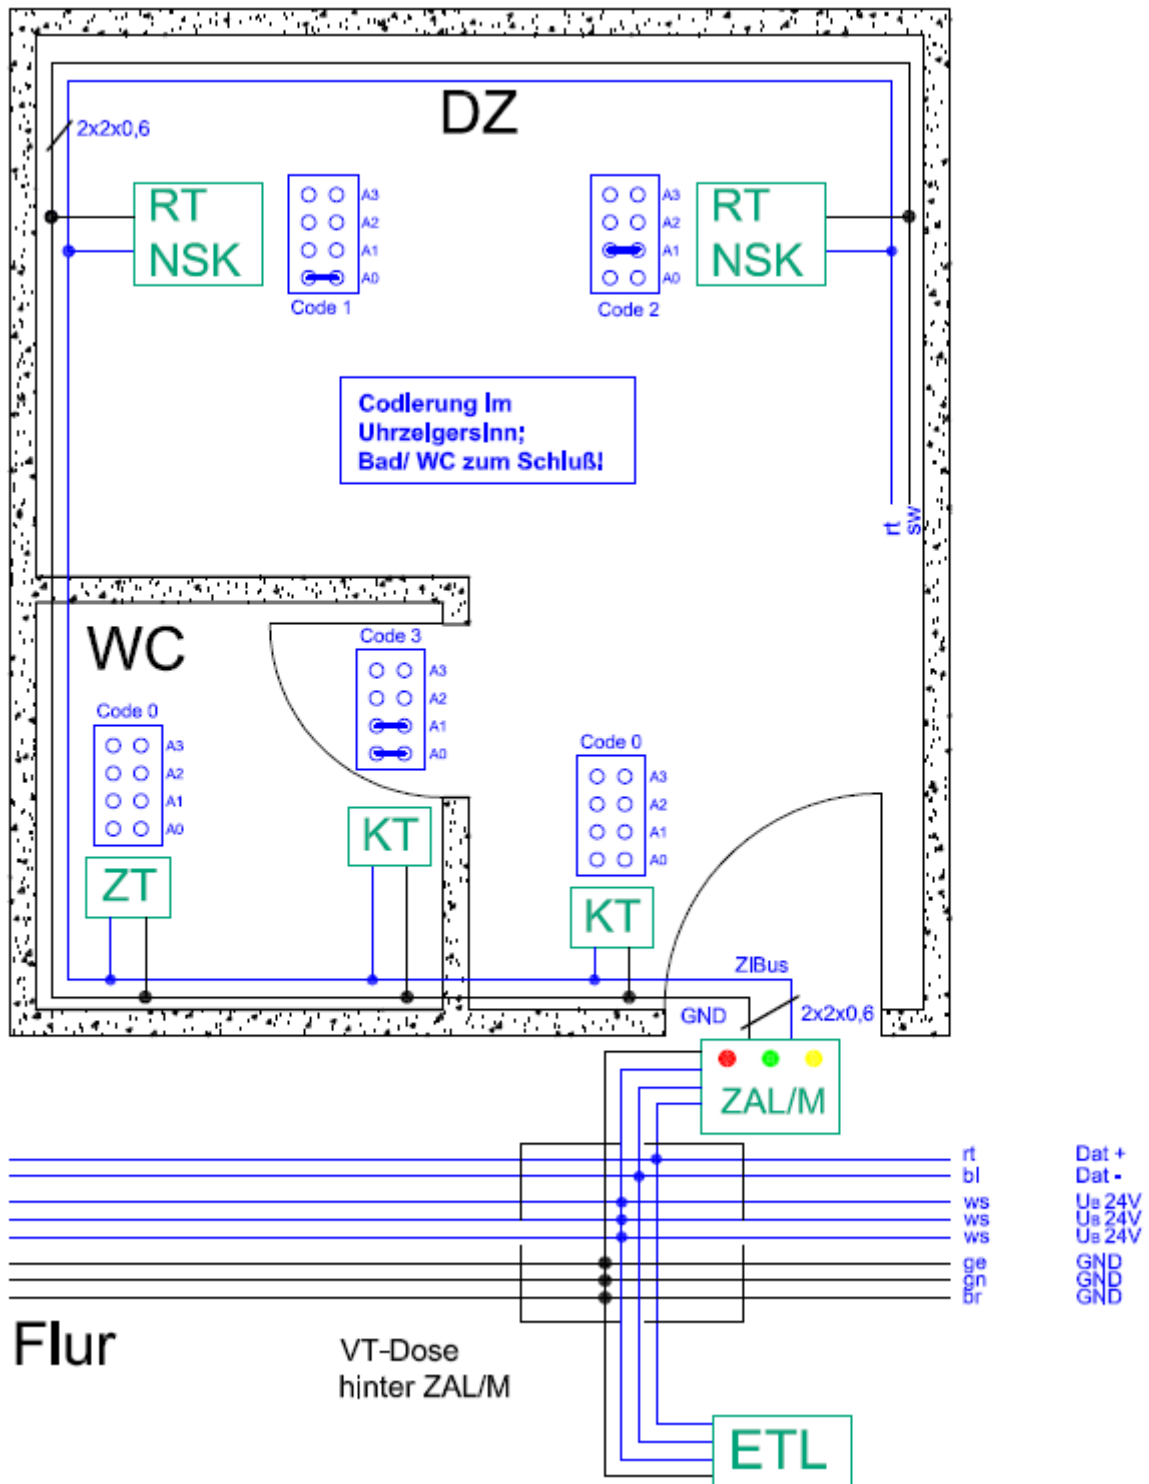 DZ
2x2x0,6
RT
NSK
A3
A2
A1
A0
Code 1
A3
A2
A1
A0
Code 2
RT
NSK
Codierung im
Uhrzeigersinn;
Bad/ WC zum Schluß!
rt
sw
WC
Code 3
A3
A2
A1
A0
Code 0
A3
A2
A1
A0
Code 0
A3
A2
A1
A0
KT
ZT
KT
ZIBus
GND
2x2x0,6
ZAL/M
rt Dat +
bl Dat -
ws UB 24V
ws UB 24V
ws UB 24V
ge GND
gn GND
br GND
Flur
VT-Dose
hinter ZAL/M
ETL